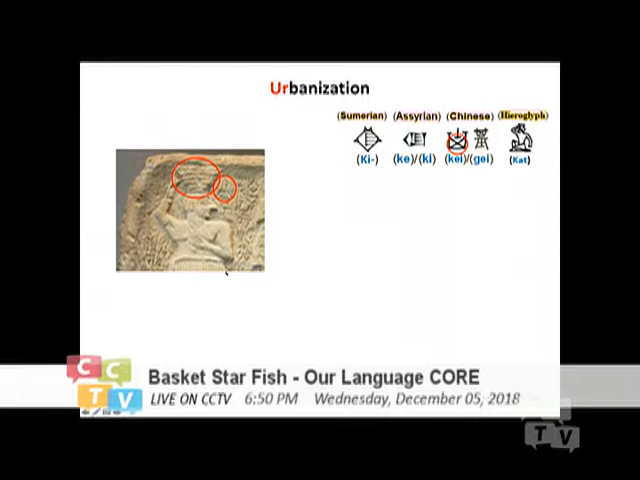 Urbanization
(Sumerian) (Assyrian) (Chinese) (Hieroglyph)
(Ki-) (ke)/(ki) (kei)/(gei) (Kat)
CCTV
Basket Star Fish - Our Language CORE
LIVE ON CCTV 6:50 PM Wednesday, December 05, 2018
TV